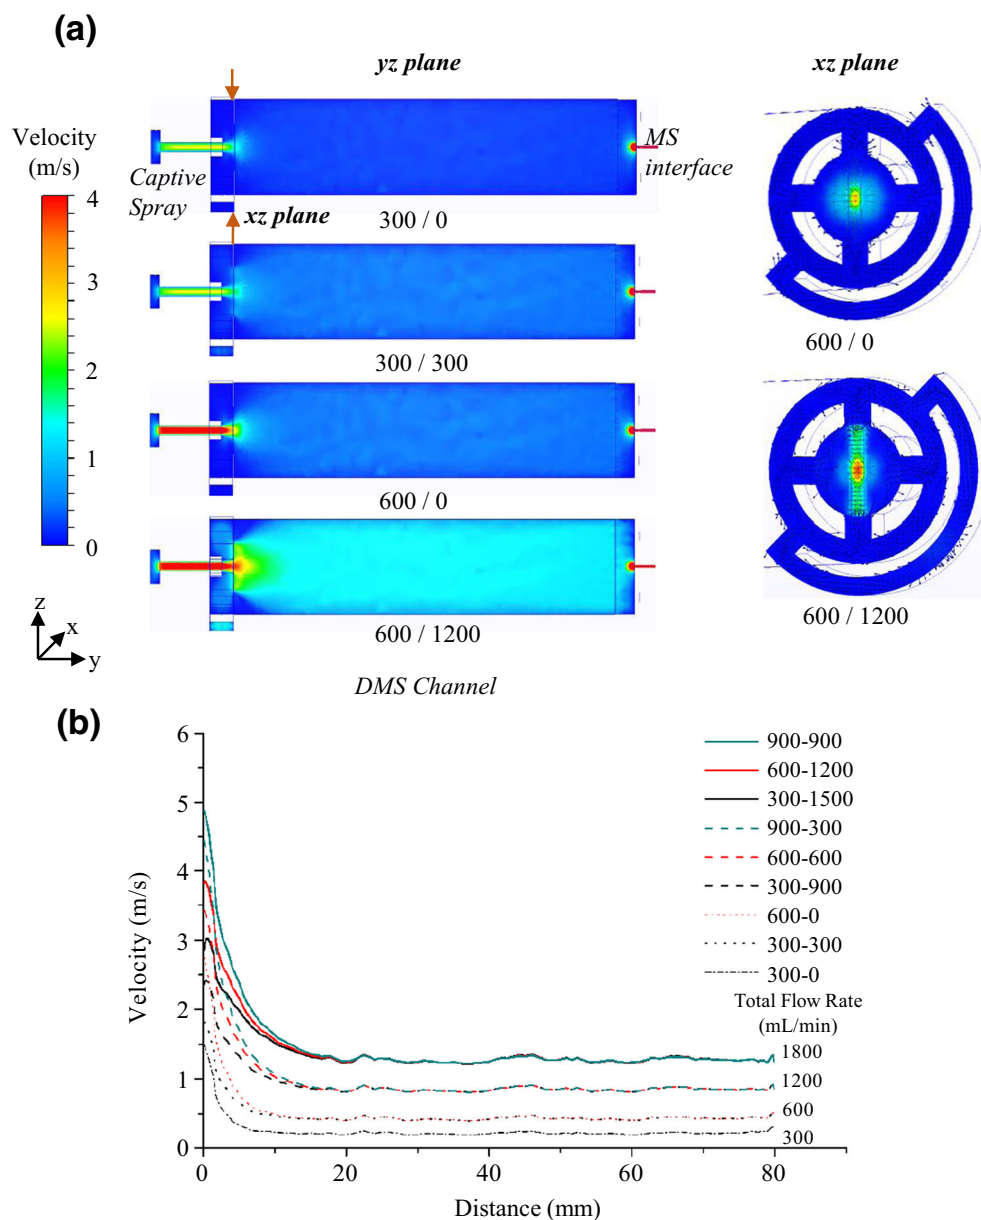 (a)
yz plane
xz plane
Velocity
(m/s)
4
3
2
1
0
Captive
Spray
MS
interface
xz plane
300 / 0
300 / 300
600 / 0
600 / 1200
600 / 0
600 / 1200
z
x
y
DMS Channel
(b)
6
5
4
3
2
1
0
Velocity (m/s)
0
20
40
60
80
Distance (mm)
900-900
600-1200
300-1500
900-300
600-600
300-900
600-0
300-300
300-0
Total Flow Rate
(mL/min)
1800
1200
600
300